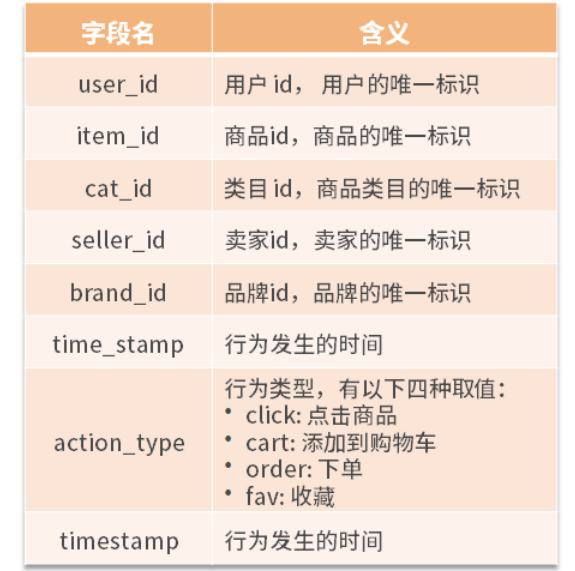 字段名 含义
user_id 用户 id， 用户的唯一标识
item_id 商品id，商品的唯一标识
cat_id 类目 id，商品类目的唯一标识
seller_id 卖家id，卖家的唯一标识
brand_id 品牌id，品牌的唯一标识
time_stamp 行为发生的时间
action_type 行为类型，有以下四种取值：
• click: 点击商品
• cart: 添加到购物车
• order: 下单
• fav: 收藏
timestamp 行为发生的时间